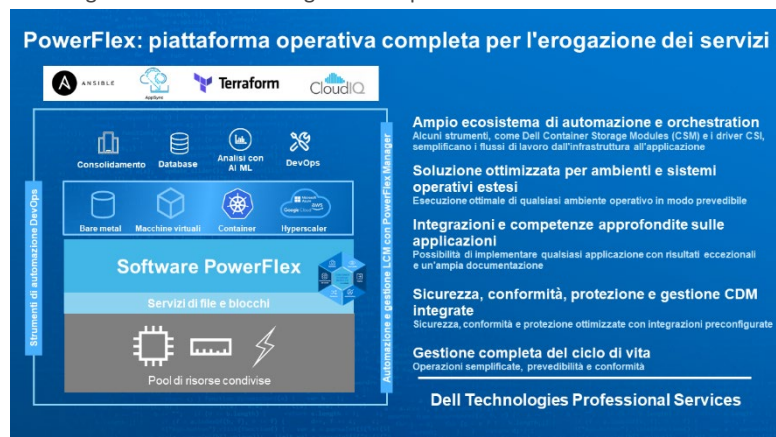 PowerFlex: piattaforma operativa completa per l'erogazione dei servizi
ANSIBLE
AppSync
Terraform
CloudIQ
Consolidamento
Database
Analisi con
AI ML
DevOps
Bare metal
Macchine virtuali
Container
Hyperscaler
Microsoft
Azure
Google Cloud
aws
Software PowerFlex
Servizi di file e blocchi
Pool di risorse condivise
Strumenti di automazione DevOps
Automazione e gestione LCM con PowerFlex Manager
Ampio ecosistema di automazione e orchestration
Alcuni strumenti, come Dell Container Storage Modules (CSM) e i driver CSI,
semplificano i flussi di lavoro dall'infrastruttura all'applicazione
Soluzione ottimizzata per ambienti e sistemi
operativi estesi
Esecuzione ottimale di qualsiasi ambiente operativo in modo prevedibile
Integrazioni e competenze approfondite sulle
applicazioni
Possibilità di implementare qualsiasi applicazione con risultati eccezionali
e un'ampia documentazione
Sicurezza, conformità, protezione e gestione CDM
integrate
Sicurezza, conformità e protezione ottimizzate con integrazioni preconfigurate
Gestione completa del ciclo di vita
Operazioni semplificate, prevedibilità e conformità
Dell Technologies Professional Services